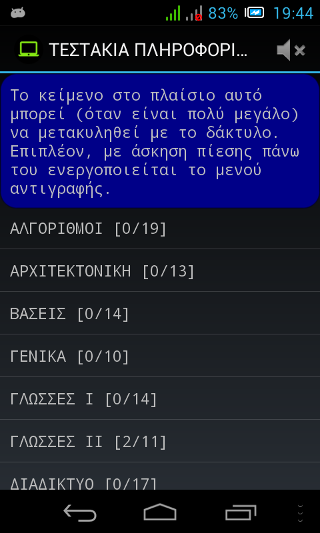 83% 19:44
ΤΕΣΤΑΚΙΑ ΠΛΗΡΟΦΟΡΙ...
Το κείμενο στο πλαίσιο αυτό
μπορεί (όταν είναι πολύ μεγάλο)
να μετακυληθεί με το δάκτυλο.
Επιπλέον, με άσκηση πίεσης πάνω
του ενεργοποιείται το μενού
αντιγραφής.
ΑΛΓΟΡΙΘΜΟΙ [0/19]
ΑΡΧΙΤΕΚΤΟΝΙΚΗ [0/13]
ΒΑΣΕΙΣ [0/14]
ΓΕΝΙΚΑ [0/10]
ΓΛΩΣΣΕΣ Ι [0/14]
ΓΛΩΣΣΕΣ ΙΙ [2/11]
ΔΙΑΔΙΚΤΥΟ [0/17]